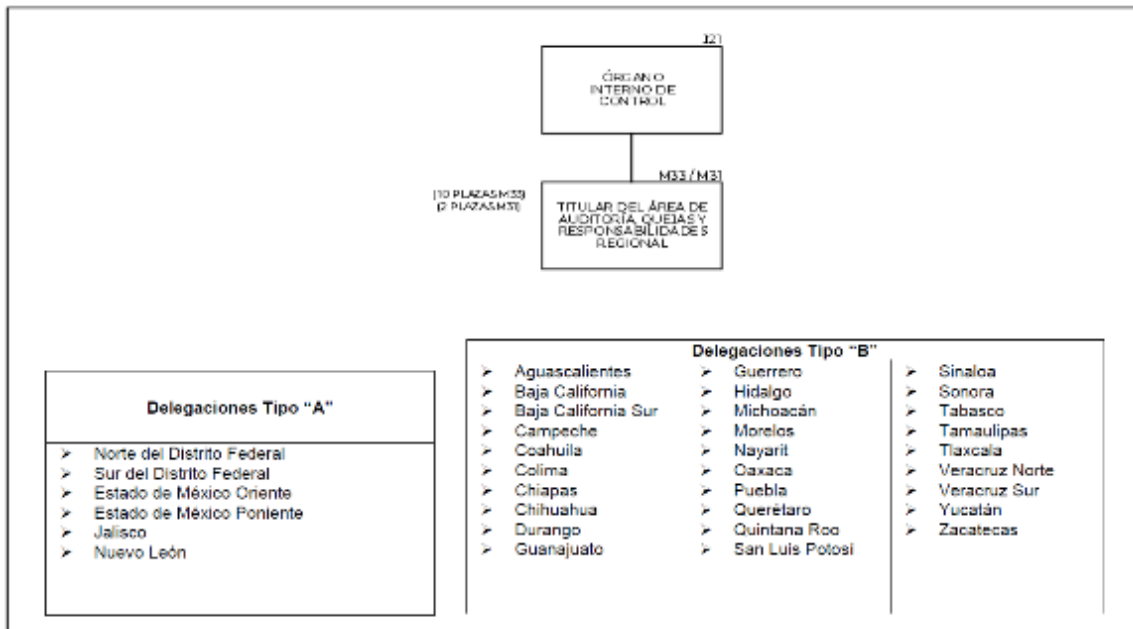 J21
ÓRGANO
INTERNO DE
CONTROL
M33 / M31
(10 PLAZAS M33)
(2 PLAZAS M31)
TITULAR DEL ÁREA DE
AUDITORÍA, QUEJAS Y
RESPONSABILIDADES
REGIONAL
Delegaciones Tipo "A"
➢ Norte del Distrito Federal
➢ Sur del Distrito Federal
➢ Estado de México Oriente
➢ Estado de México Poniente
➢ Jalisco
➢ Nuevo León
Delegaciones Tipo "B"
➢ Aguascalientes
➢ Baja California
➢ Baja California Sur
➢ Campeche
➢ Coahuila
➢ Colima
➢ Chiapas
➢ Chihuahua
➢ Durango
➢ Guanajuato
➢ Guerrero
➢ Hidalgo
➢ Michoacán
➢ Morelos
➢ Nayarit
➢ Oaxaca
➢ Puebla
➢ Querétaro
➢ Quintana Roo
➢ San Luis Potosí
➢ Sinaloa
➢ Sonora
➢ Tabasco
➢ Tamaulipas
➢ Tlaxcala
➢ Veracruz Norte
➢ Veracruz Sur
➢ Yucatán
➢ Zacatecas